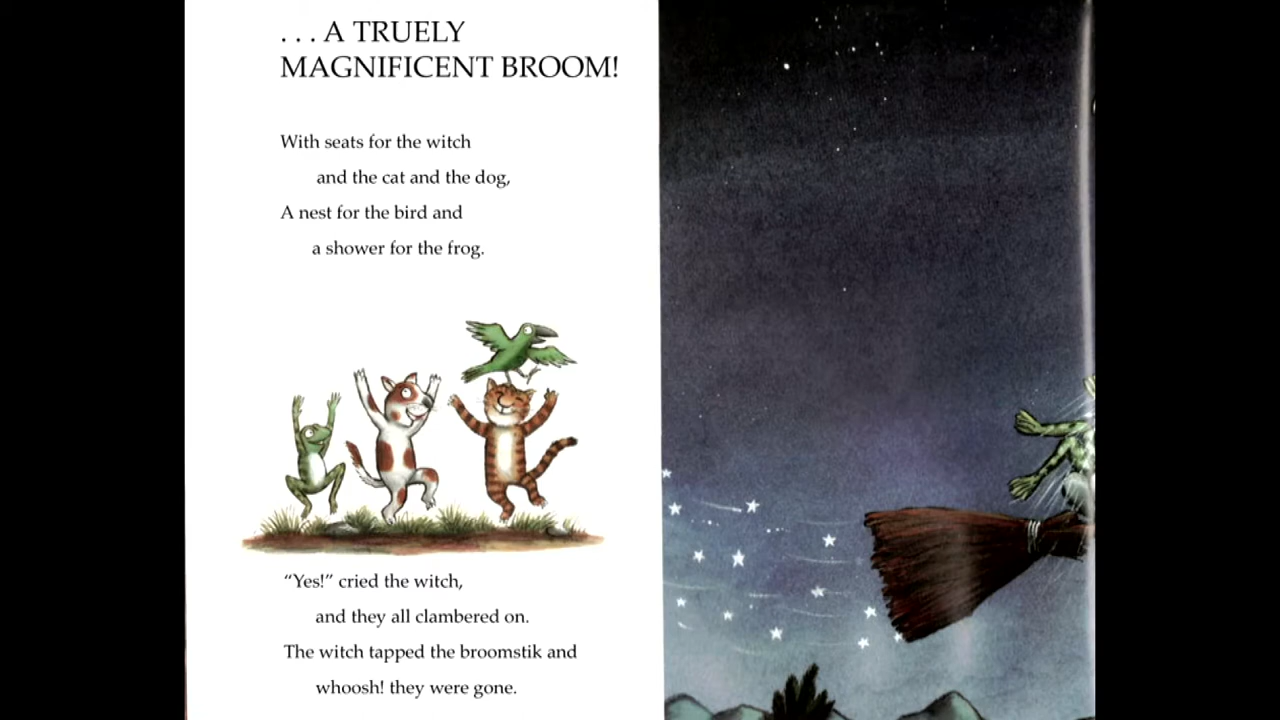 . . . A TRUELY
MAGNIFICENT BROOM!
With seats for the witch
and the cat and the dog,
A nest for the bird and
a shower for the frog.
“Yes!” cried the witch,
and they all clambered on.
The witch tapped the broomstik and
whoosh! they were gone.